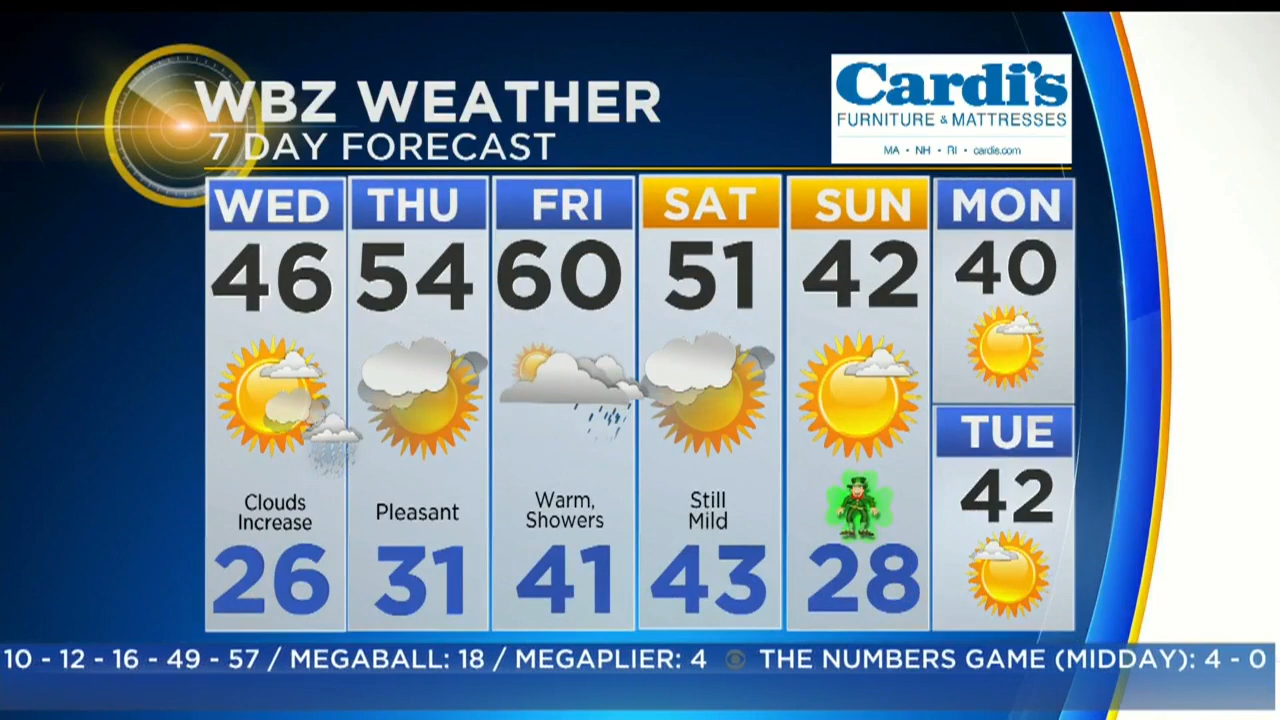 WBZ WEATHER
7 DAY FORECAST
Cardi's
FURNITURE & MATTRESSES
MA • NH • RI • cardis.com
WED
46
Clouds
Increase
26
THU
54
Pleasant
31
FRI
60
Warm,
Showers
41
SAT
51
Still
Mild
43
SUN
42
28
MON
40
TUE
42
10 - 12 - 16 - 49 - 57 / MEGABALL: 18 / MEGAPLIER: 4 THE NUMBERS GAME (MIDDAY): 4 - 0